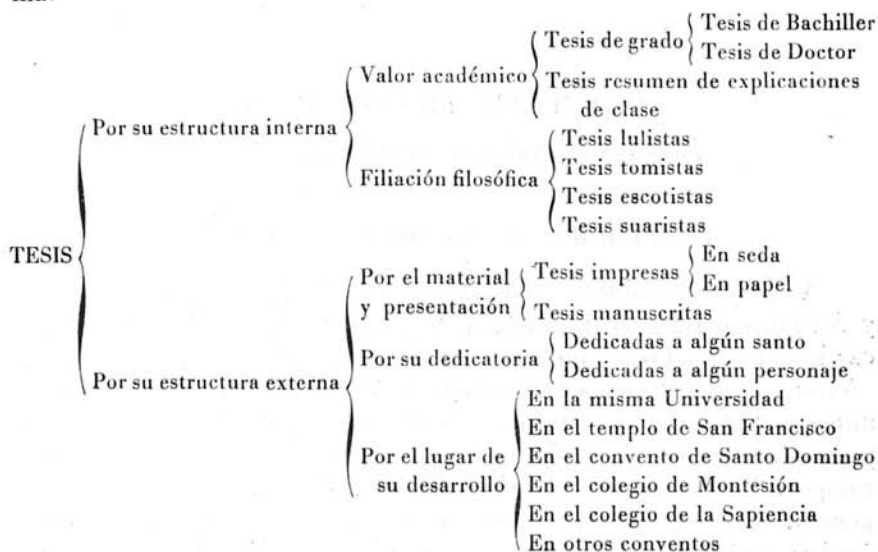 Tesis de Bachiller
Tesis de grado
Tesis de Doctor
Valor académico
Tesis resumen de explicaciones
de clase
Por su estructura interna
Tesis lulistas
Tesis tomistas
Filiación filosófica
Tesis escotistas
Tesis suaristas
TESIS
En seda
Por el material
Tesis impresas
En papel
y presentación
Tesis manuscritas
Dedicadas a algún santo
Por su dedicatoria
Dedicadas a algún personaje
Por su estructura externa
En la misma Universidad
En el templo de San Francisco
Por el lugar de
En el convento de Santo Domingo
su desarrollo
En el colegio de Montesión
En el colegio de la Sapiencia
En otros conventos